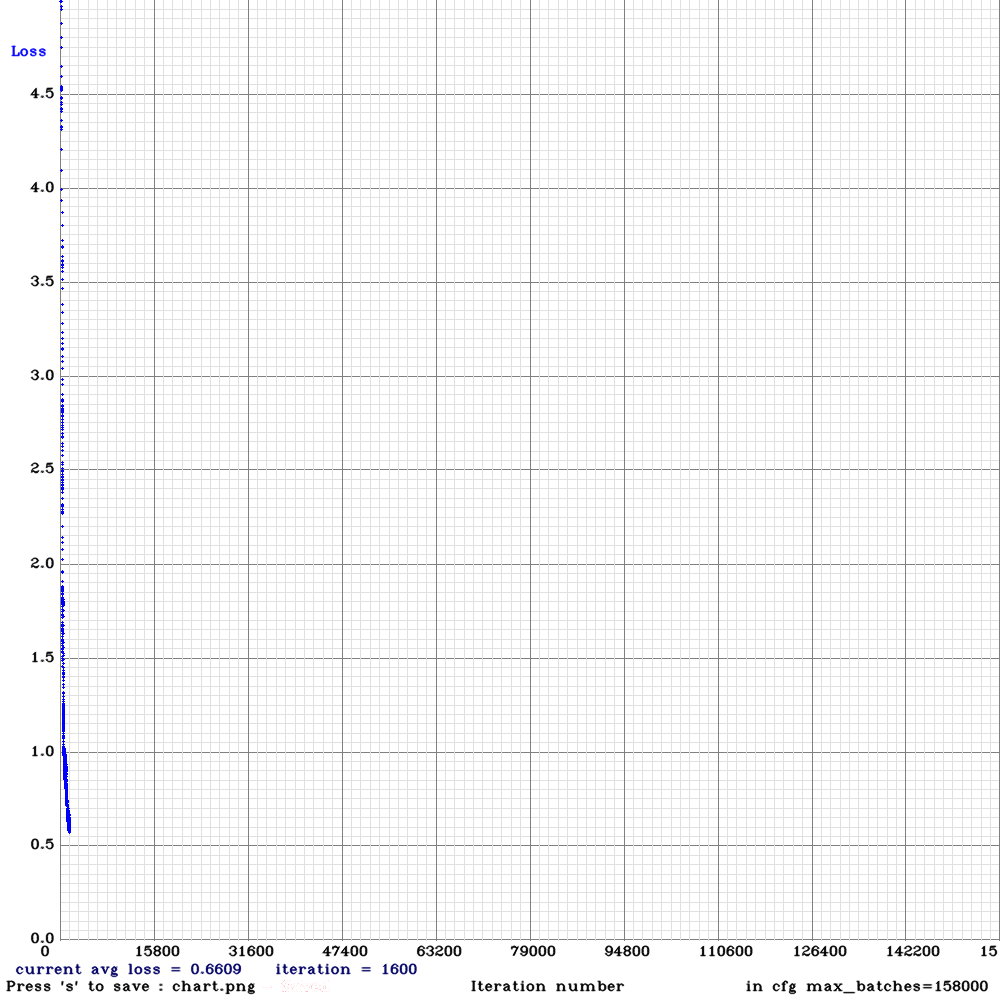 Loss
4.5
4.0
3.5
3.0
2.5
2.0
1.5
1.0
0.5
0.0
0 15800 31600 47400 63200 79000 94800 110600 126400 142200 15
current avg loss = 0.6609 iteration = 1600
Press 's' to save : chart.png Iteration number in cfg max_batches=158000